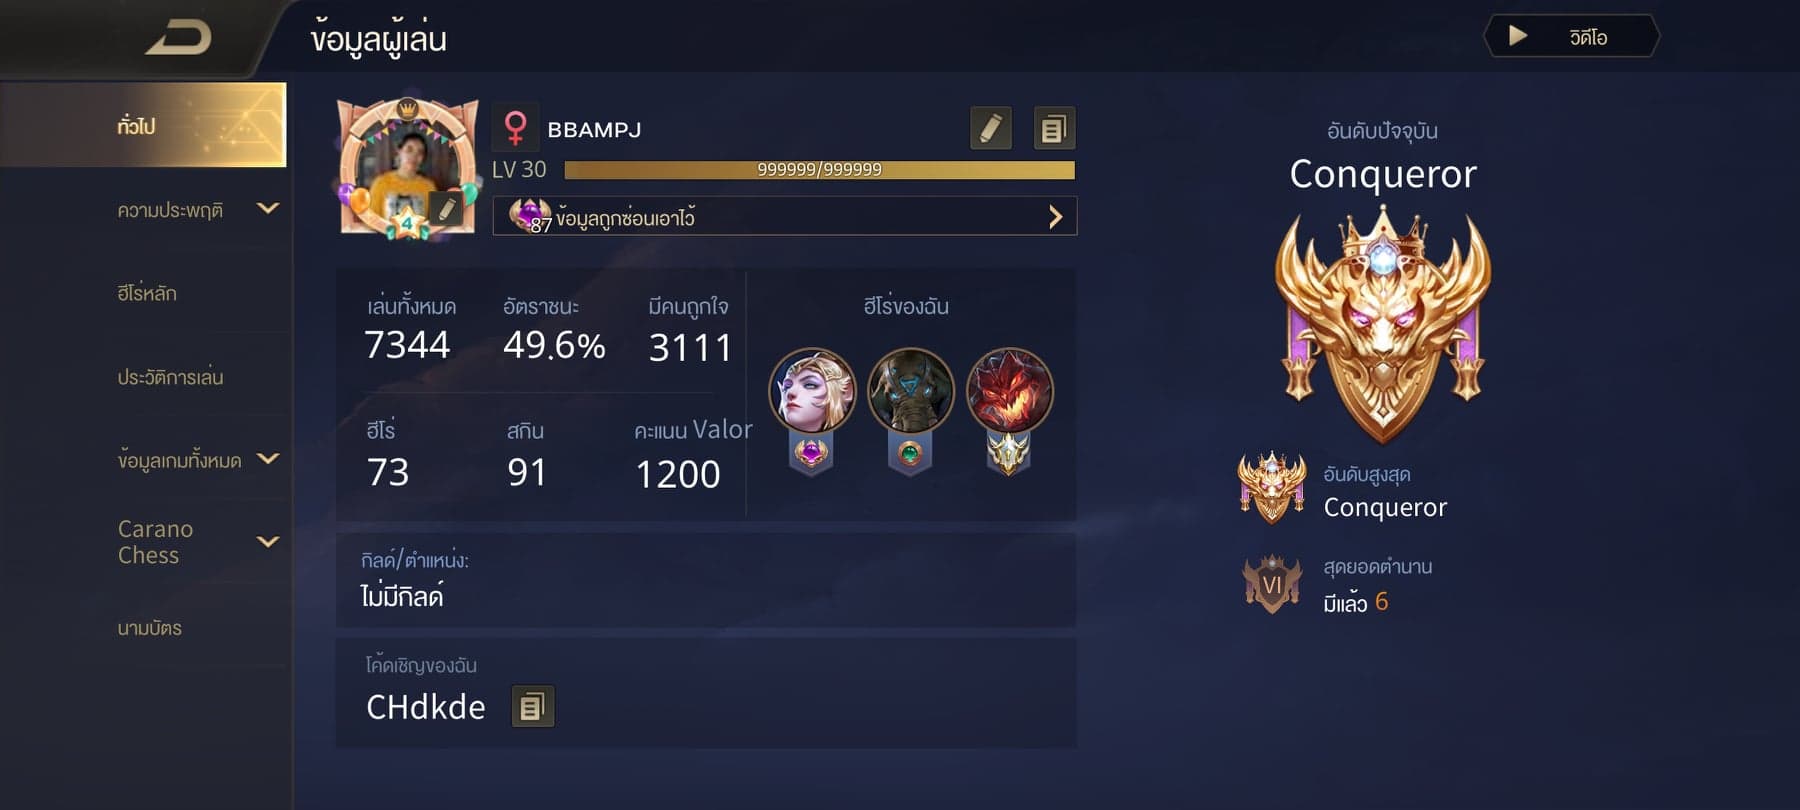 ข้อมูลผู้เล่น
วิดีโอ
ทั่วไป
ความประพฤติ
ฮีโร่หลัก
ประวัติการเล่น
ข้อมูลเกมทั้งหมด
Carano
Chess
นามบัตร
BBAMPJ
LV 30
999999/999999
87 ข้อมูลถูกซ่อนเอาไว้
4
เล่นทั้งหมด อัตราชนะ มีคนถูกใจ
7344 49.6% 3111
ฮีโร่ สกิน คะแนน Valor
73 91 1200
ฮีโร่ของฉัน
กิลด์/ตำแหน่ง:
ไม่มีกิลด์
โค้ดเชิญของฉัน
CHdkde
อันดับปัจจุบัน
Conqueror
อันดับสูงสุด
Conqueror
VI
สุดยอดตำนาน
มีแล้ว 6